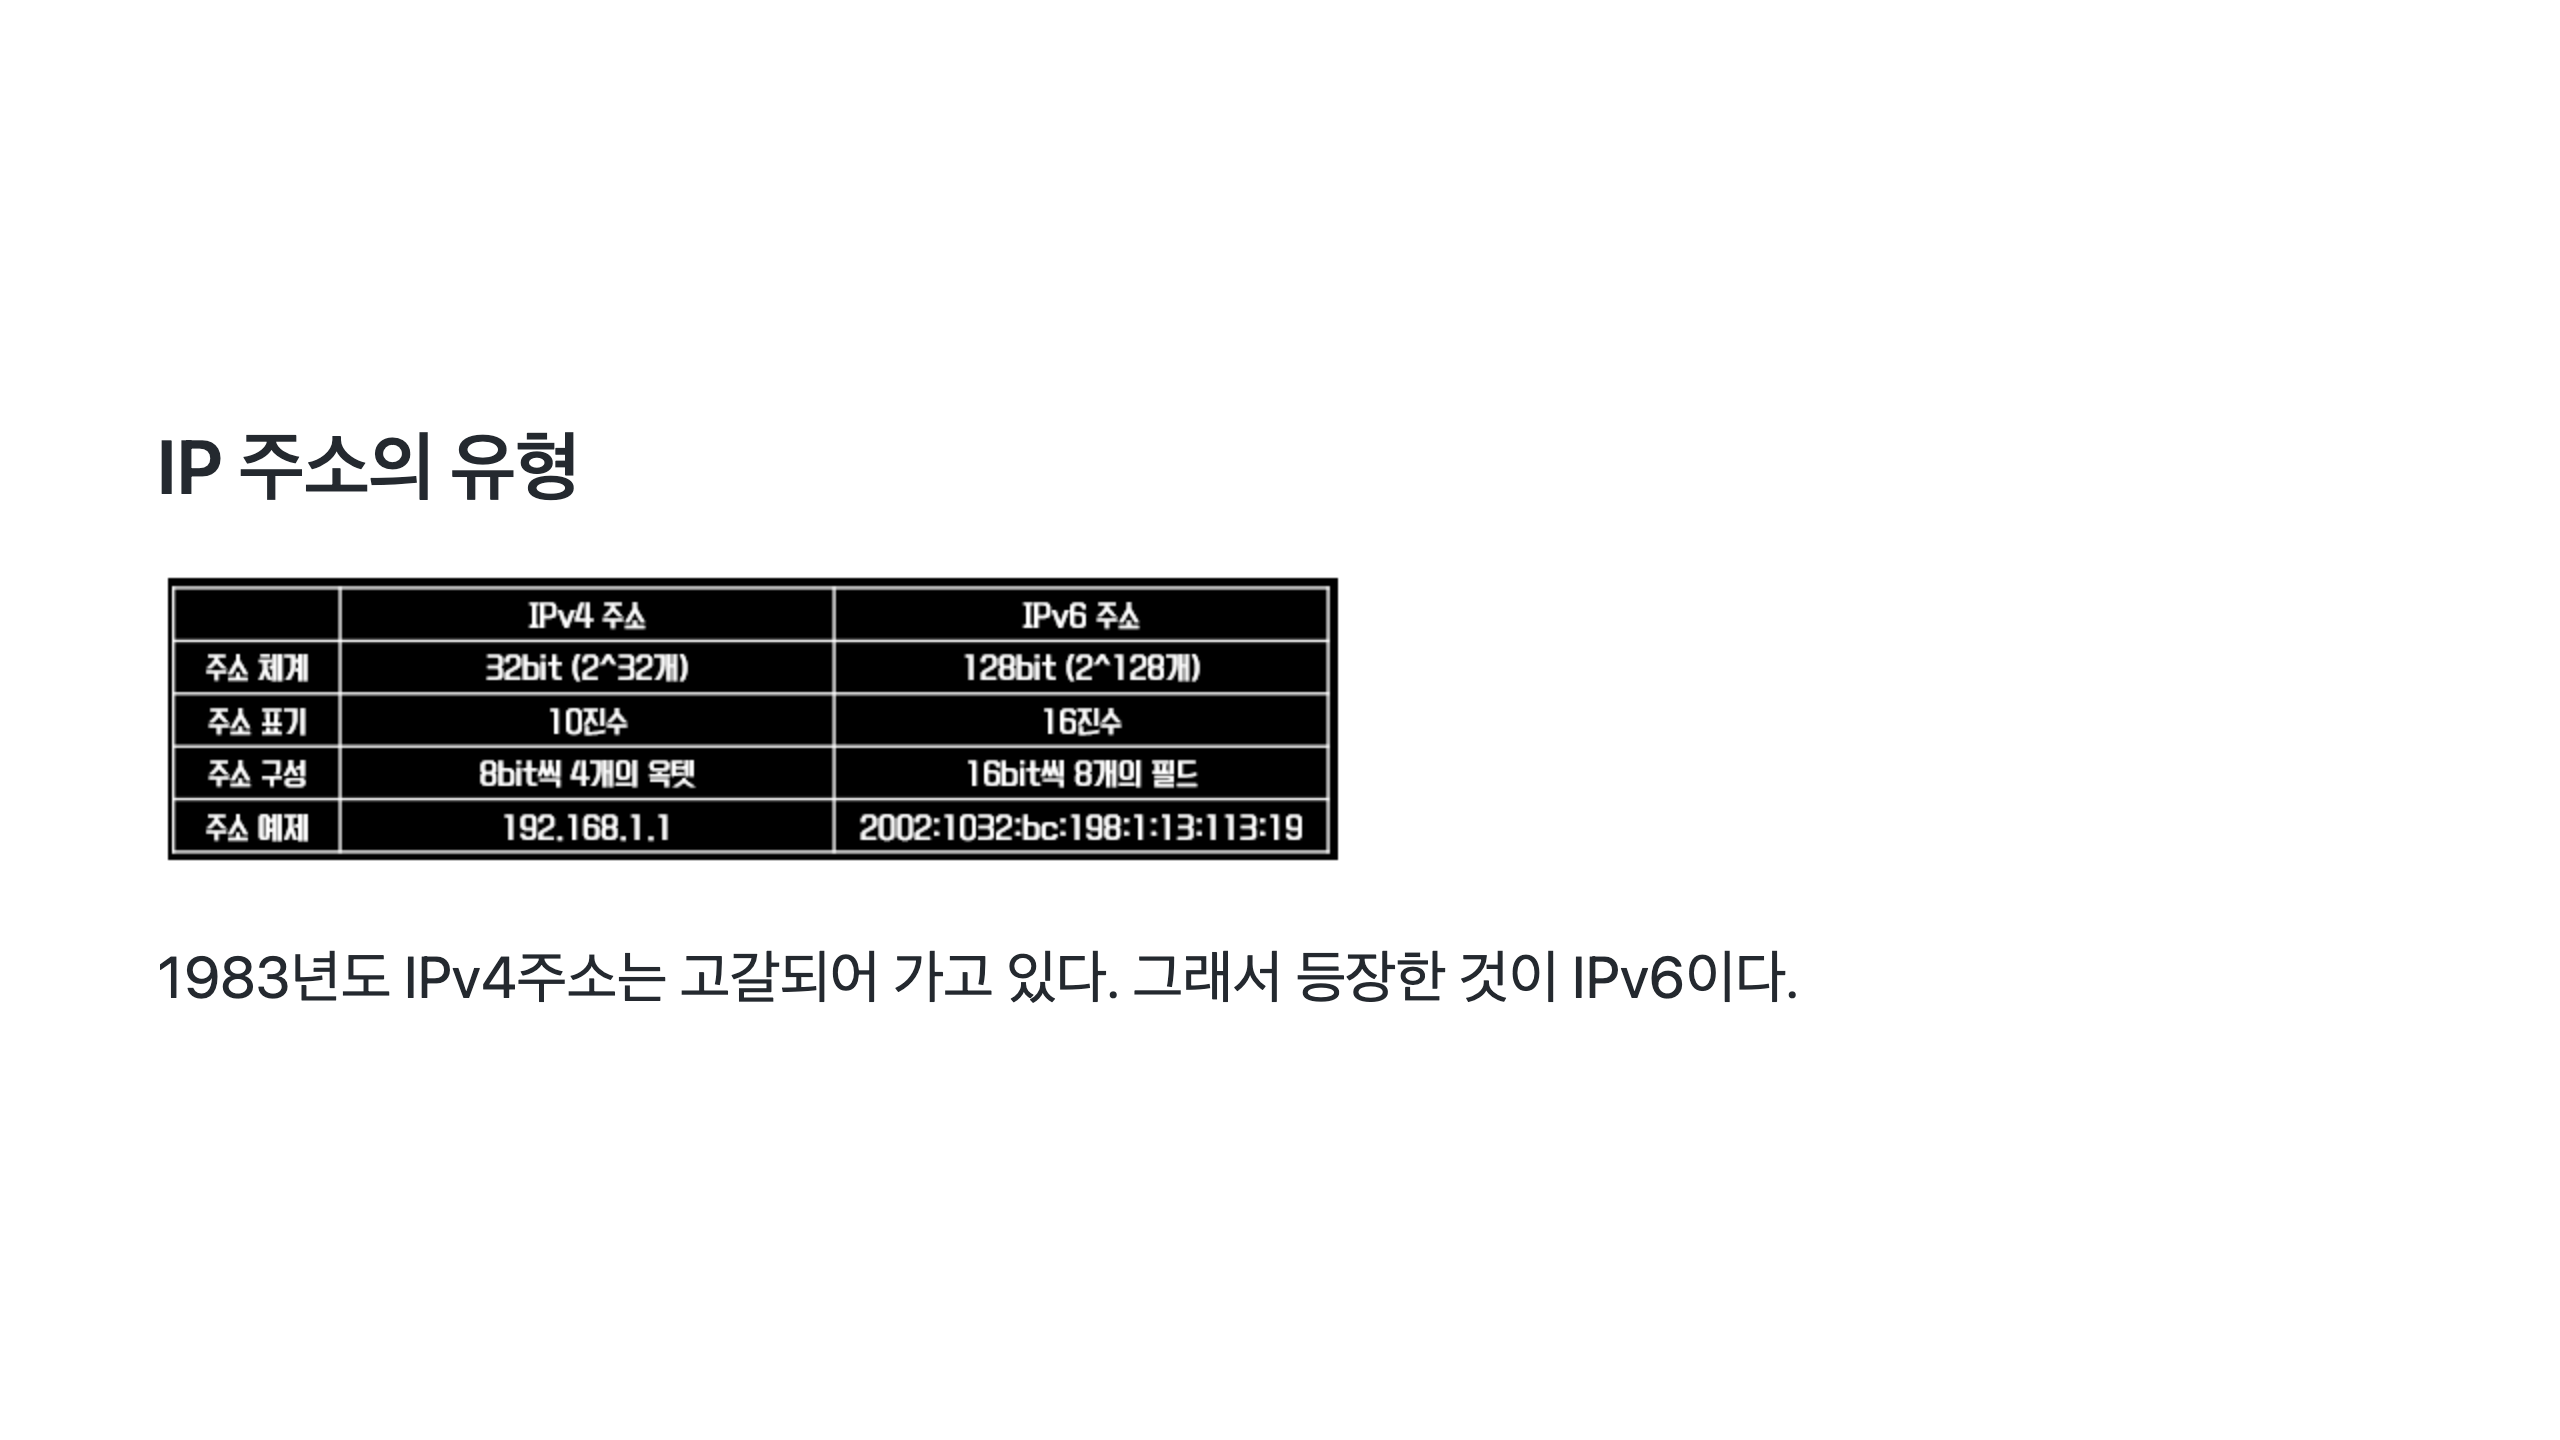 IP 주소의 유형
IPv4 주소 IPv6 주소
주소 체계 32bit (2^32개) 128bit (2^128개)
주소 표기 10진수 16진수
주소 구성 8bit씩 4개의 옥텟 16bit씩 8개의 필드
주소 예제 192.168.1.1 2002:1032:bc:198:1:13:113:19
1983년도 IPv4주소는 고갈되어 가고 있다. 그래서 등장한 것이 IPv6이다.